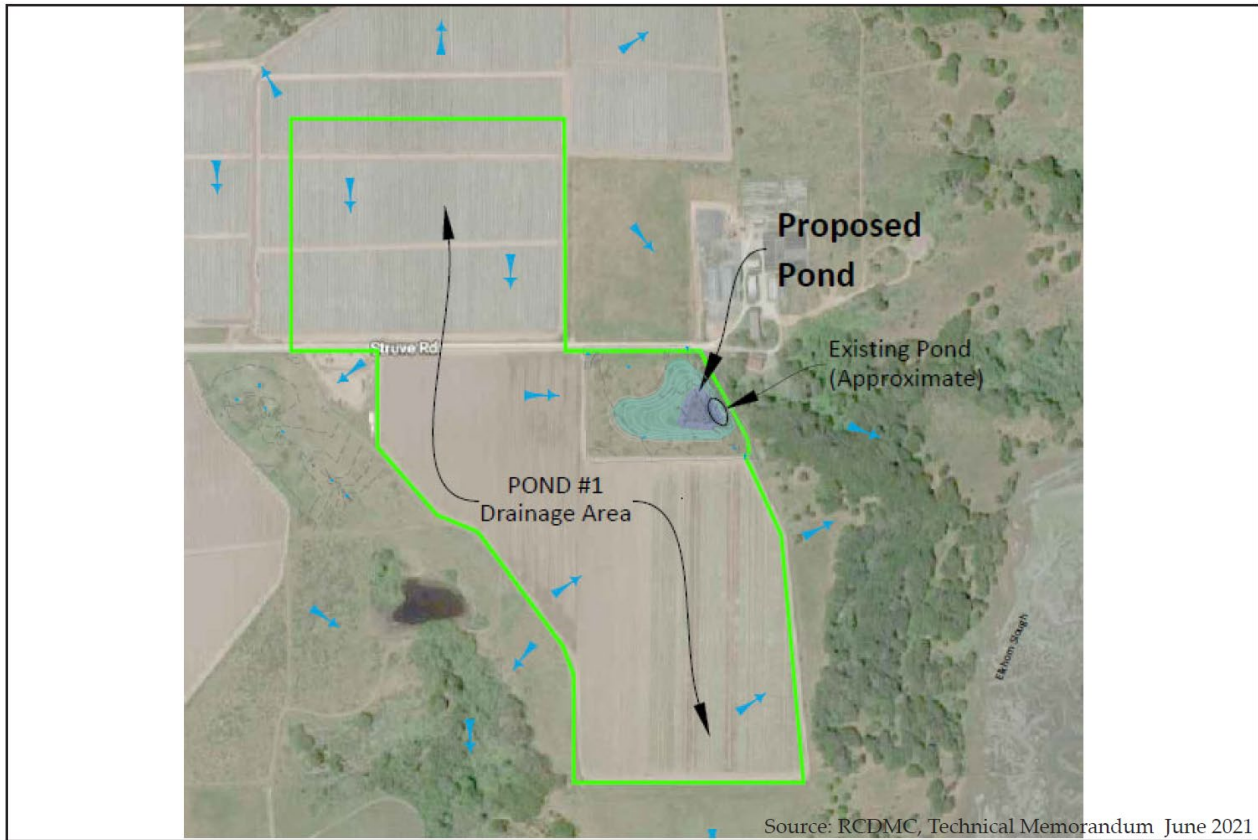 Proposed
Pond
Struve Rd
Existing Pond
(Approximate)
POND #1
Drainage Area
Elkhorn Slough
Source: RCDMC, Technical Memorandum June 2021